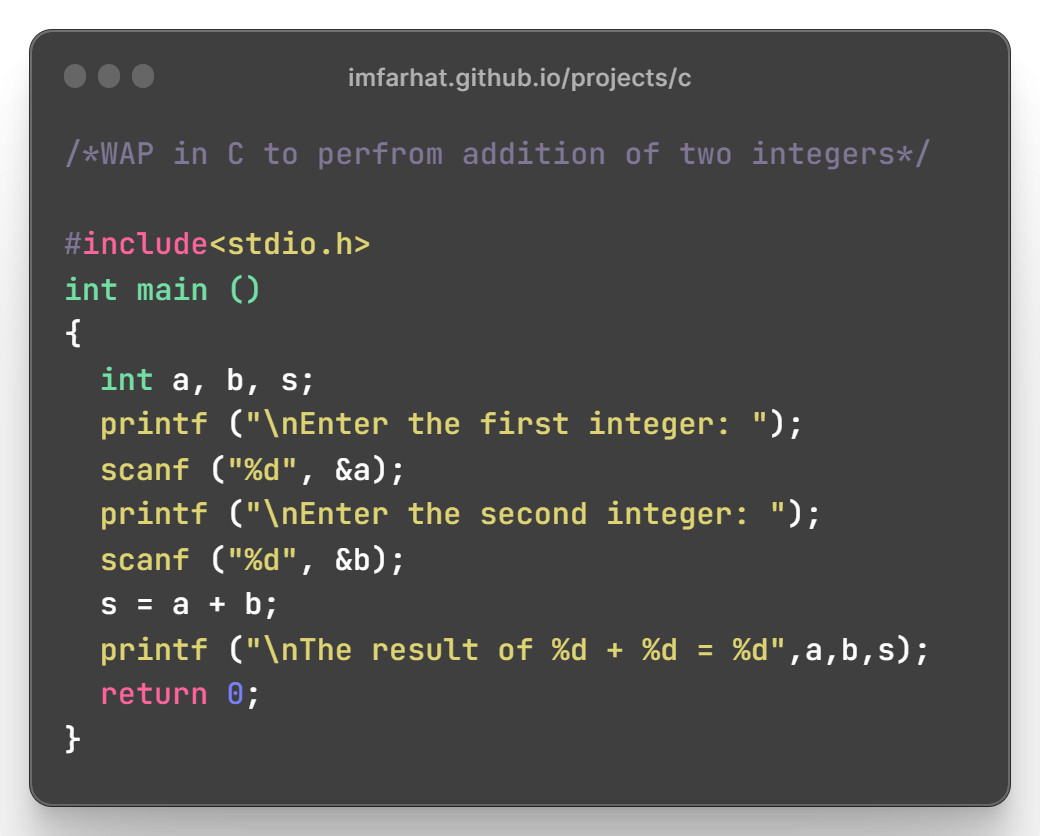 imfarhat.github.io/projects/c
/*WAP in C to perfrom addition of two integers*/
#include<stdio.h>
int main ()
{
  int a, b, s;
  printf ("\nEnter the first integer: ");
  scanf ("%d", &a);
  printf ("\nEnter the second integer: ");
  scanf ("%d", &b);
  s = a + b;
  printf ("\nThe result of %d + %d = %d",a,b,s);
  return 0;
}